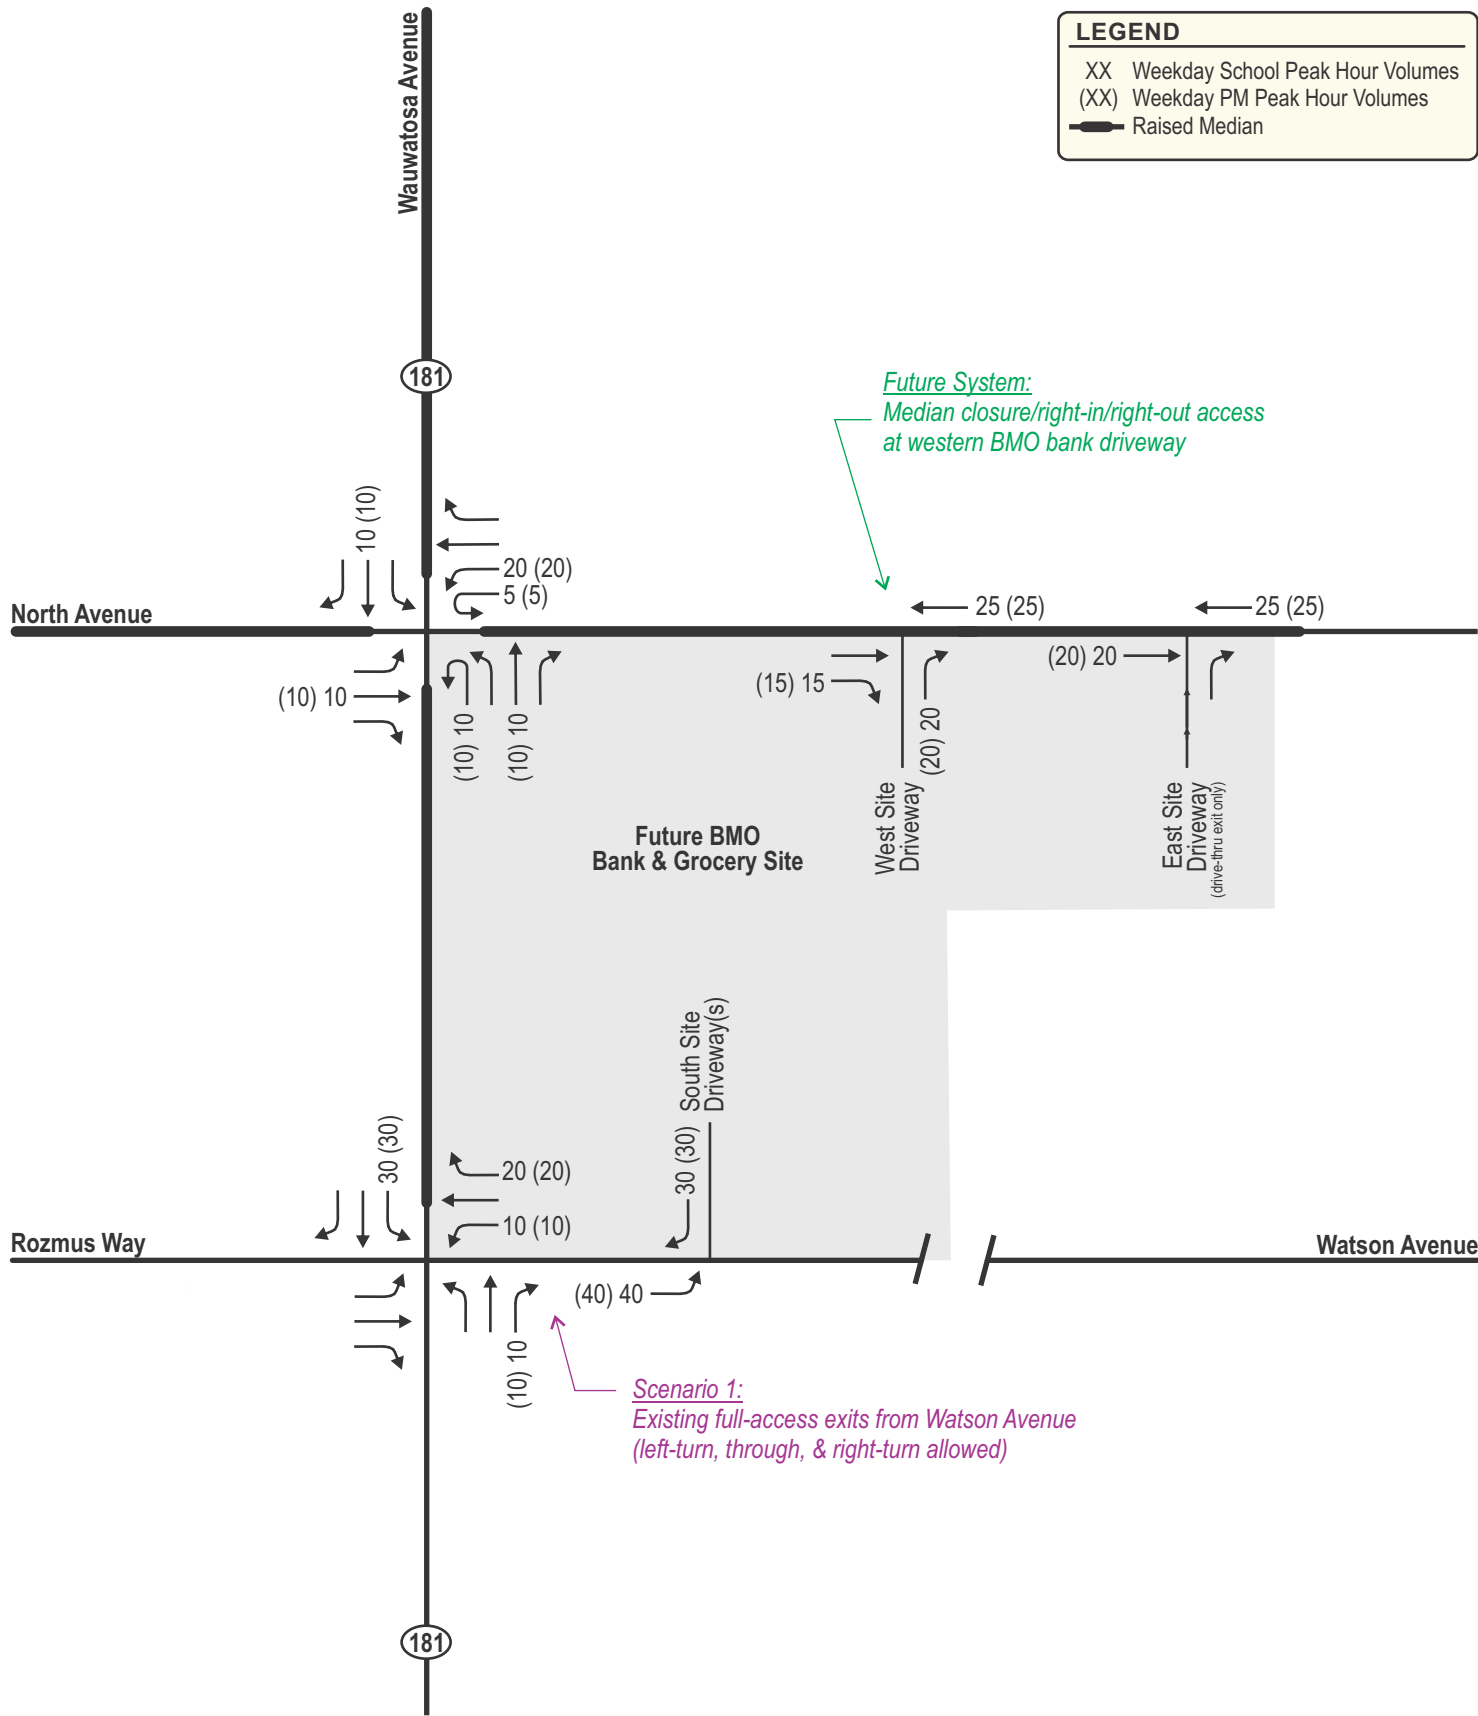 Wauwatosa Avenue
LEGEND
XX Weekday School Peak Hour Volumes
(XX) Weekday PM Peak Hour Volumes
Raised Median
181
Future System:
Median closure/right-in/right-out access
at western BMO bank driveway
10 (10)
20 (20)
5 (5)
North Avenue
25 (25)
25 (25)
(10) 10
(10) 10
(10) 10
(15) 15
(20) 20
(20) 20
West Site
Driveway
East Site
Driveway
(drive-thru exit only)
Future BMO
Bank & Grocery Site
South Site
Driveway(s)
30 (30)
20 (20)
10 (10)
30 (30)
Rozmus Way
Watson Avenue
(40) 40
(10) 10
Scenario 1:
Existing full-access exits from Watson Avenue
(left-turn, through, & right-turn allowed)
181